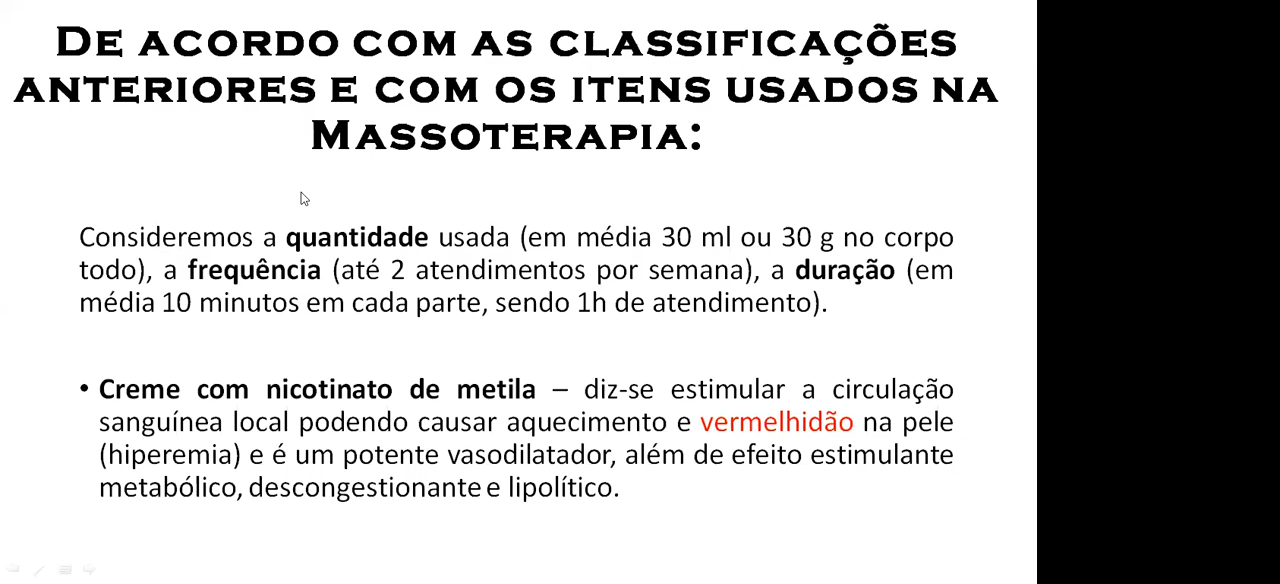 DE ACORDO COM AS CLASSIFICAÇÕES
ANTERIORES E COM OS ITENS USADOS NA
MASSOTERAPIA:
Consideremos a quantidade usada (em média 30 ml ou 30 g no corpo
todo), a frequência (até 2 atendimentos por semana), a duração (em
média 10 minutos em cada parte, sendo 1h de atendimento).
• Creme com nicotinato de metila – diz-se estimular a circulação
sanguínea local podendo causar aquecimento e vermelhidão na pele
(hiperemia) e é um potente vasodilatador, além de efeito estimulante
metabólico, descongestionante e lipolítico.